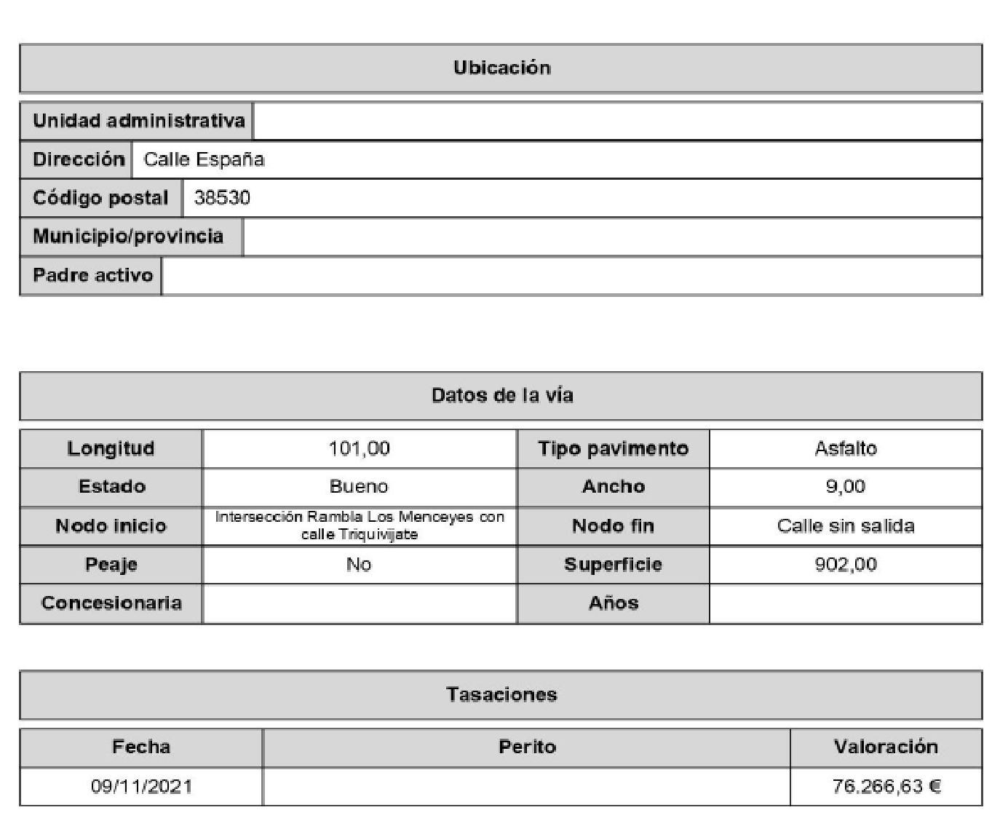 Ubicación
Unidad administrativa
Dirección Calle España
Código postal 38530
Municipio/provincia
Padre activo
Datos de la vía
Longitud 101,00 Tipo pavimento Asfalto
Estado Bueno Ancho 9,00
Nodo inicio Intersección Rambla Los Menceyes con calle Triquivijate Nodo fin Calle sin salida
Peaje No Superficie 902,00
Concesionaria Años
Tasaciones
Fecha Perito Valoración
09/11/2021 76.266,63 €